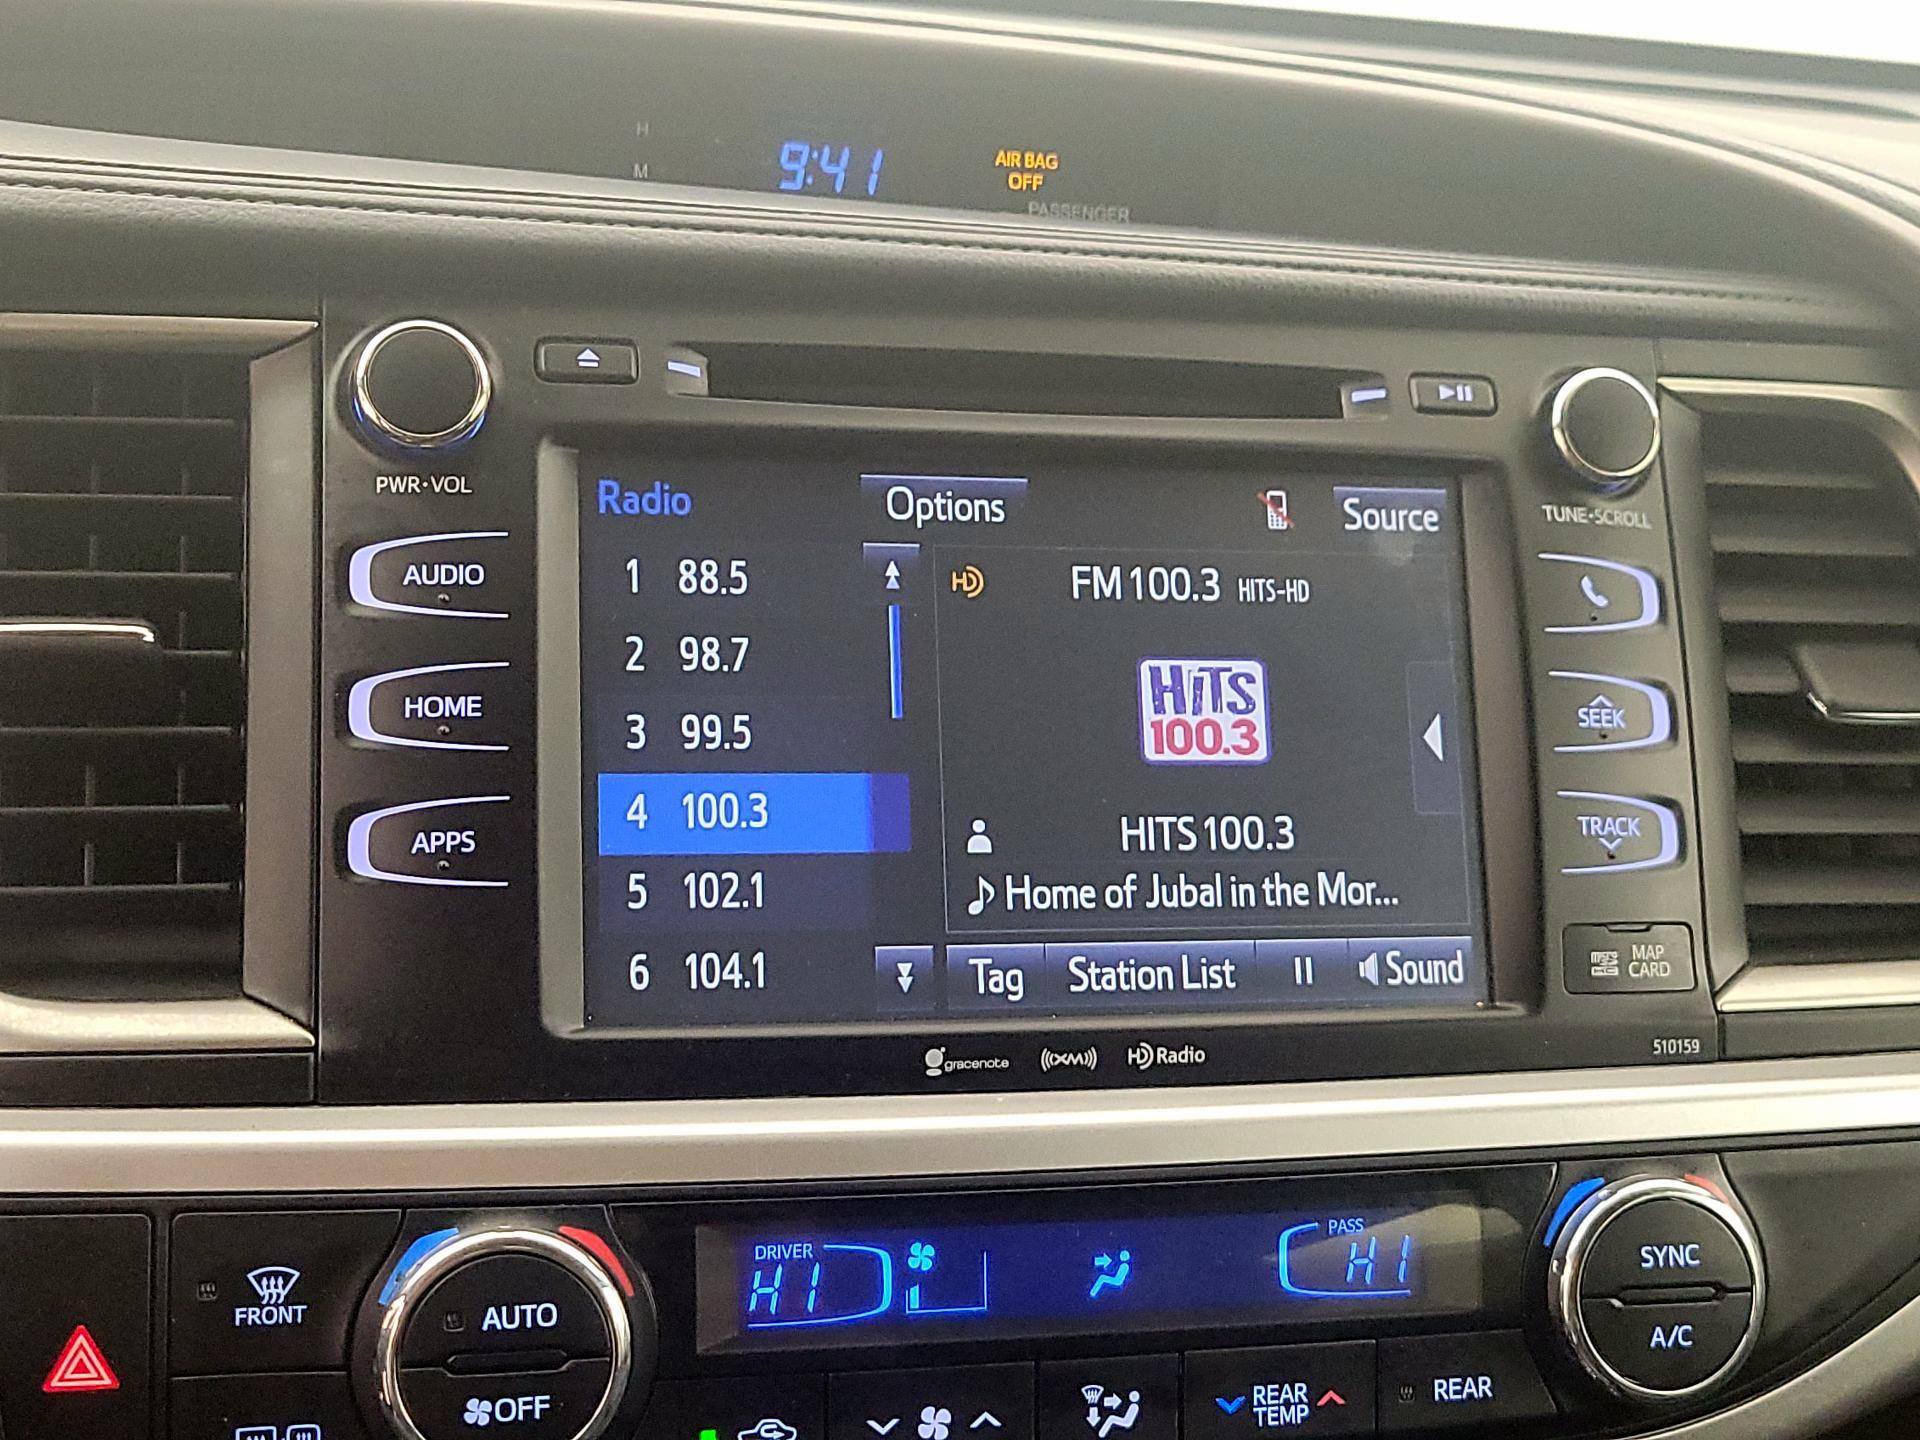 H
M
9:41
AIR BAG
OFF
PASSENGER
PWR•VOL
TUNE•SCROLL
AUDIO
HOME
APPS
Radio
Options
Source
1 88.5
2 98.7
3 99.5
4 100.3
5 102.1
6 104.1
HD
FM 100.3 HITS-HD
HiTS
100.3
HITS 100.3
Home of Jubal in the Mor...
Tag
Station List
Sound
SEEK
TRACK
MAP
CARD
gracenote
((XM))
HD Radio
510159
FRONT
AUTO
OFF
DRIVER
HI
PASS
HI
SYNC
A/C
REAR
TEMP
REAR